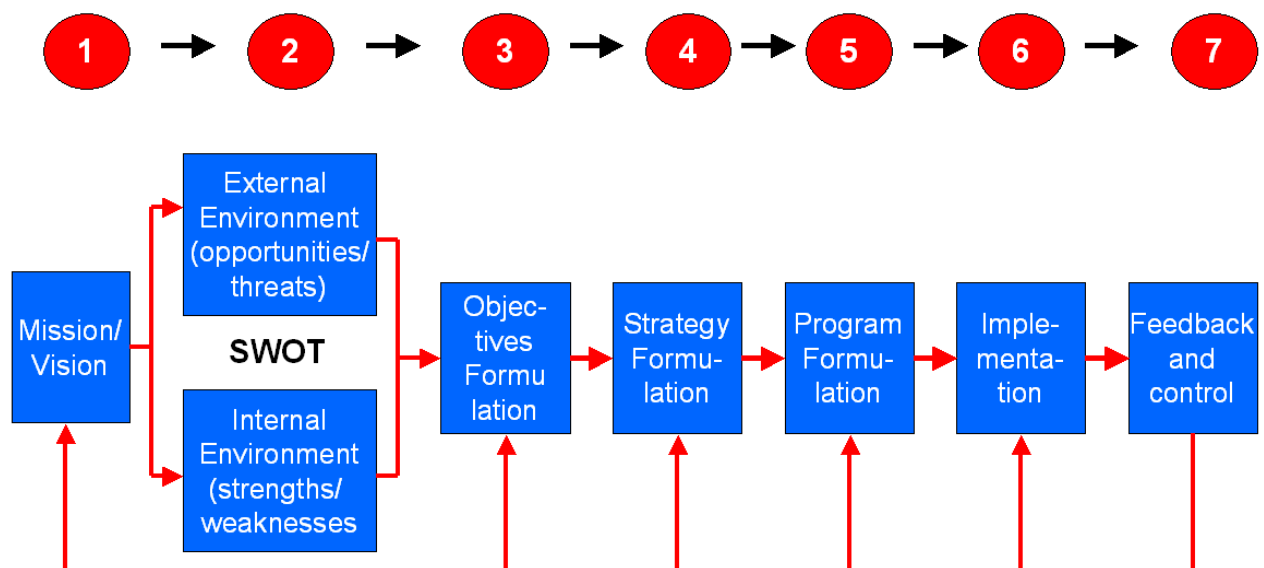 1
2
3
4
5
6
7
External
Environment
(opportunities/
threats)
Mission/
Vision
SWOT
Internal
Environment
(strengths/
weaknesses
Objec-
tives
Formu
lation
Strategy
Formu-
lation
Program
Formu-
lation
Imple-
menta-
tion
Feedback
and
control